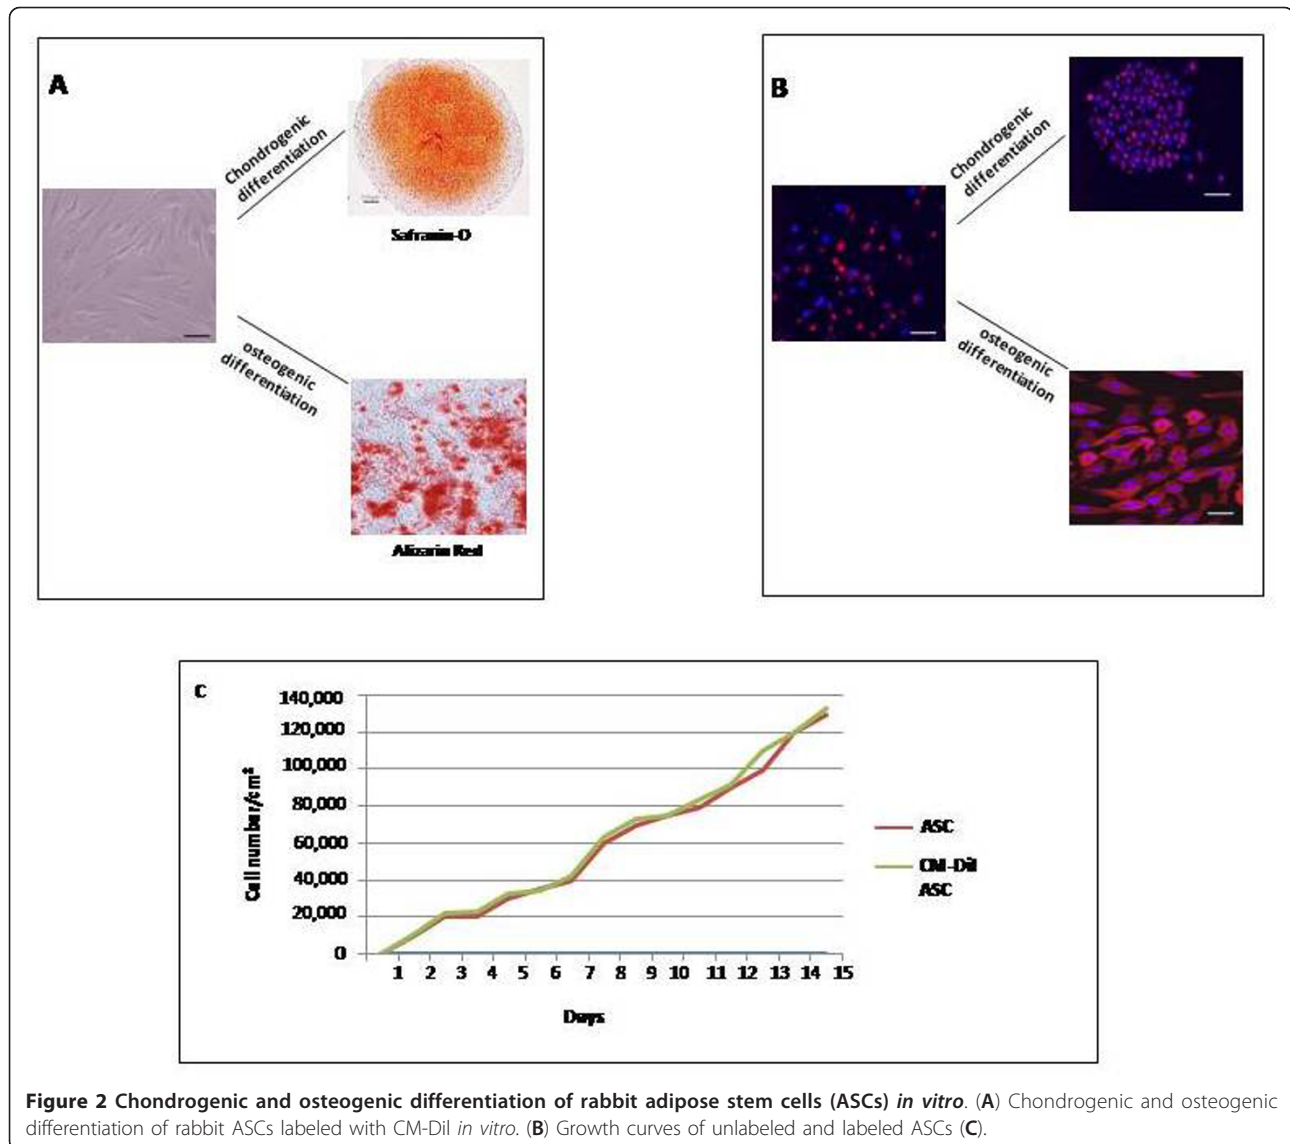 A
Chondrogenic
differentiation
Safranin-O
osteogenic
differentiation
Alizarin Red
B
Chondrogenic
differentiation
osteogenic
differentiation
C
140,000
120,000
100,000
80,000
60,000
40,000
20,000
0
Cell number/cm²
1 2 3 4 5 6 7 8 9 10 11 12 13 14 15
Days
ASC
CM-DiI
ASC
Figure 2 Chondrogenic and osteogenic differentiation of rabbit adipose stem cells (ASCs) in vitro. (A) Chondrogenic and osteogenic
differentiation of rabbit ASCs labeled with CM-DiI in vitro. (B) Growth curves of unlabeled and labeled ASCs (C).